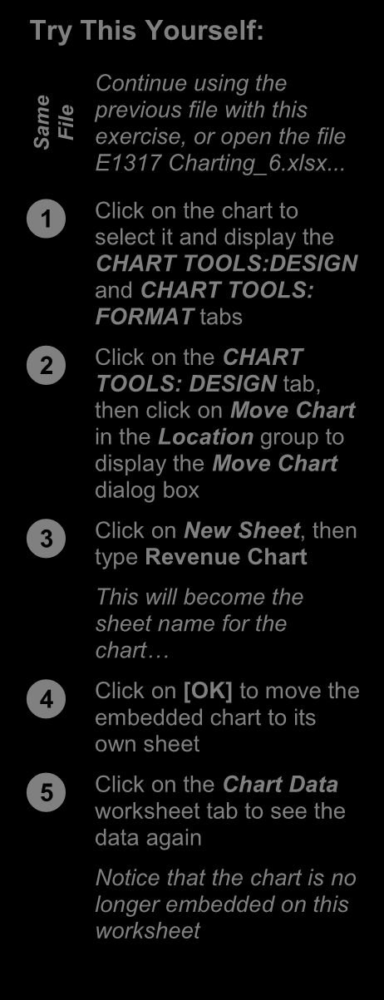 Try This Yourself:
Same
File
Continue using the
previous file with this
exercise, or open the file
E1317 Charting_6.xlsx...
1
Click on the chart to
select it and display the
CHART TOOLS:DESIGN
and CHART TOOLS:
FORMAT tabs
2
Click on the CHART
TOOLS: DESIGN tab,
then click on Move Chart
in the Location group to
display the Move Chart
dialog box
3
Click on New Sheet, then
type Revenue Chart
This will become the
sheet name for the
chart…
4
Click on [OK] to move the
embedded chart to its
own sheet
5
Click on the Chart Data
worksheet tab to see the
data again
Notice that the chart is no
longer embedded on this
worksheet